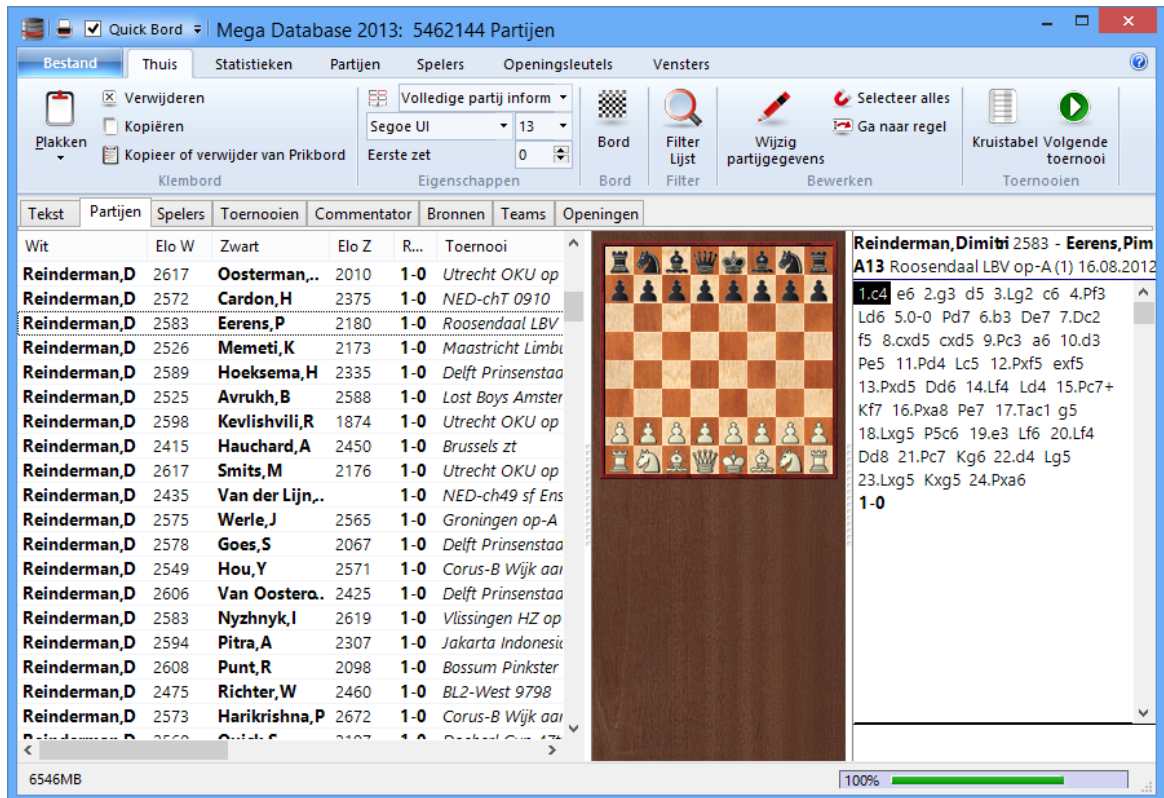 Quick Bord Mega Database 2013: 5462144 Partijen
Bestand Thuis Statistieken Partijen Spelers Openingsleutels Vensters
Plakken
Verwijderen
Kopiëren
Kopieer of verwijder van Prikbord
Klembord
Volledige partij inform
Segoe UI 13
Eerste zet 0
Eigenschappen
Bord
Bord
Filter
Lijst
Filter
Wijzig
partijgegevens
Selecteer alles
Ga naar regel
Bewerken
Kruistabel Volgende
toernooi
Toernooien
Tekst Partijen Spelers Toernooien Commentator Bronnen Teams Openingen
Wit Elo W Zwart Elo Z R... Toernooi
Reinderman,D 2617 Oosterman,.. 2010 1-0 Utrecht OKU op
Reinderman,D 2572 Cardon,H 2375 1-0 NED-chT 0910
Reinderman,D 2583 Eerens,P 2180 1-0 Roosendaal LBV
Reinderman,D 2526 Memeti,K 2173 1-0 Maastricht Limbu
Reinderman,D 2589 Hoeksema,H 2335 1-0 Delft Prinsenstad
Reinderman,D 2525 Avrukh,B 2588 1-0 Lost Boys Amster
Reinderman,D 2598 Kevlishvili,R 1874 1-0 Utrecht OKU op
Reinderman,D 2415 Hauchard,A 2450 1-0 Brussels zt
Reinderman,D 2617 Smits,M 2176 1-0 Utrecht OKU op
Reinderman,D 2435 Van der Lijn,.. 1-0 NED-ch49 sf Ens
Reinderman,D 2575 Werle,J 2565 1-0 Groningen op-A
Reinderman,D 2578 Goes,S 2067 1-0 Delft Prinsenstad
Reinderman,D 2549 Hou,Y 2571 1-0 Corus-B Wijk aan
Reinderman,D 2606 Van Oostero.. 2425 1-0 Delft Prinsenstad
Reinderman,D 2583 Nyzhnyk,I 2619 1-0 Vlissingen HZ op
Reinderman,D 2594 Pitra,A 2307 1-0 Jakarta Indonesia
Reinderman,D 2608 Punt,R 2098 1-0 Bossum Pinkster
Reinderman,D 2475 Richter,W 2460 1-0 BL2-West 9798
Reinderman,D 2573 Harikrishna,P 2672 1-0 Corus-B Wijk aan
Reinderman,Dimitri 2583 - Eerens,Pim
A13 Roosendaal LBV op-A (1) 16.08.2012
1.c4 e6 2.g3 d5 3.Lg2 c6 4.Pf3
Ld6 5.0-0 Pd7 6.b3 De7 7.Dc2
f5 8.cxd5 cxd5 9.Pc3 a6 10.d3
Pe5 11.Pd4 Lc5 12.Pxf5 exf5
13.Pxd5 Dd6 14.Lf4 Ld4 15.Pc7+
Kf7 16.Pxa8 Pe7 17.Tac1 g5
18.Lxg5 P5c6 19.e3 Lf6 20.Lf4
Dd8 21.Pc7 Kg6 22.d4 Lg5
23.Lxg5 Kxg5 24.Pxa6
1-0
6546MB 100%